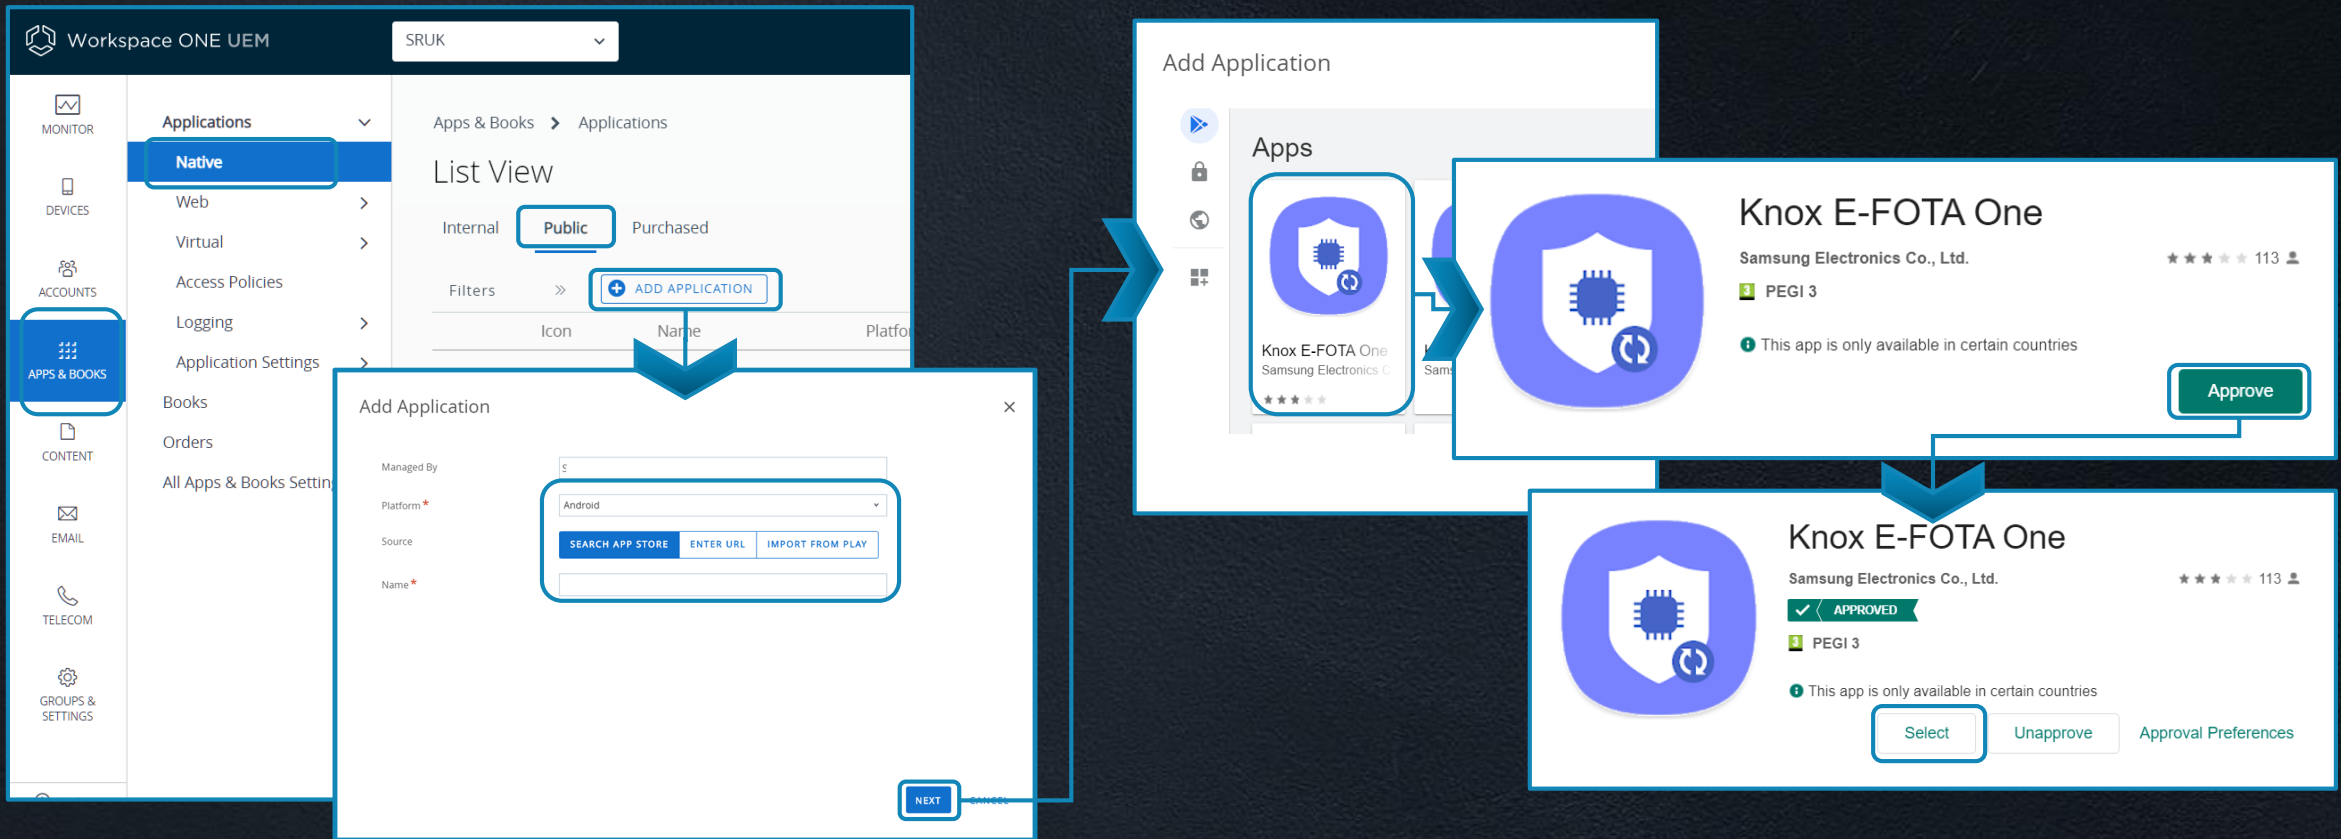 Workspace ONE UEM
SRUK
MONITOR
DEVICES
ACCOUNTS
APPS & BOOKS
CONTENT
EMAIL
TELECOM
GROUPS &
SETTINGS
Applications
Native
Web
Virtual
Access Policies
Logging
Application Settings
Books
Orders
All Apps & Books Settin
Apps & Books > Applications
List View
Internal Public Purchased
Filters » ADD APPLICATION
Icon Name Platfor
Add Application
Managed By S
Platform * Android
Source SEARCH APP STORE ENTER URL IMPORT FROM PLAY
Name *
NEXT CANCEL
Add Application
Apps
Knox E-FOTA One
Samsung Electronics C
Sams
Knox E-FOTA One
Samsung Electronics Co., Ltd. 113
3 PEGI 3
This app is only available in certain countries
Approve
Knox E-FOTA One
Samsung Electronics Co., Ltd. 113
APPROVED
3 PEGI 3
This app is only available in certain countries
Select Unapprove Approval Preferences